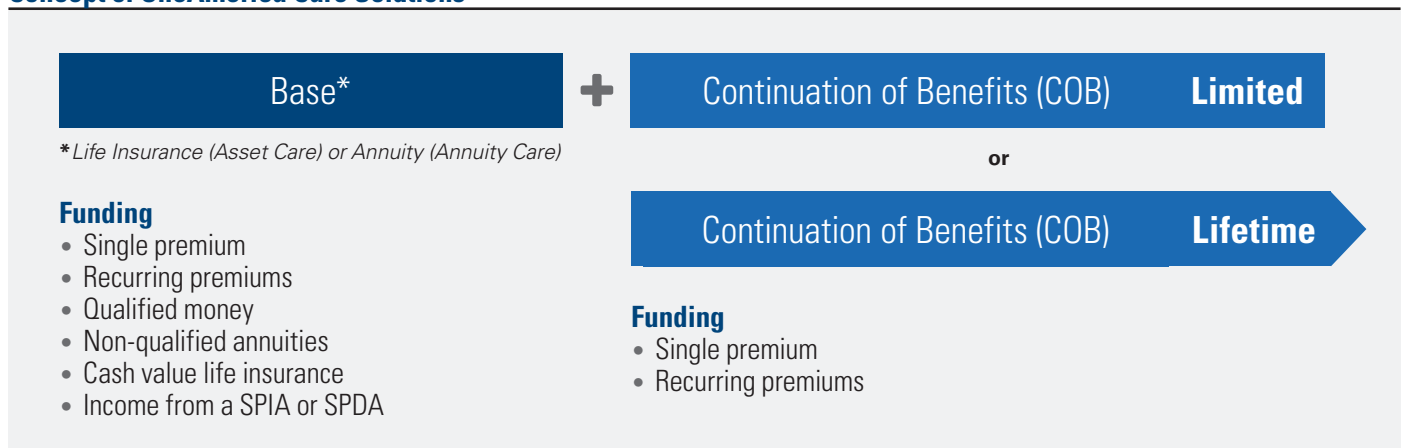 Base*
*Life Insurance (Asset Care) or Annuity (Annuity Care)
Funding
• Single premium
• Recurring premiums
• Qualified money
• Non-qualified annuities
• Cash value life insurance
• Income from a SPIA or SPDA
+
Continuation of Benefits (COB) Limited
or
Continuation of Benefits (COB) Lifetime
Funding
• Single premium
• Recurring premiums